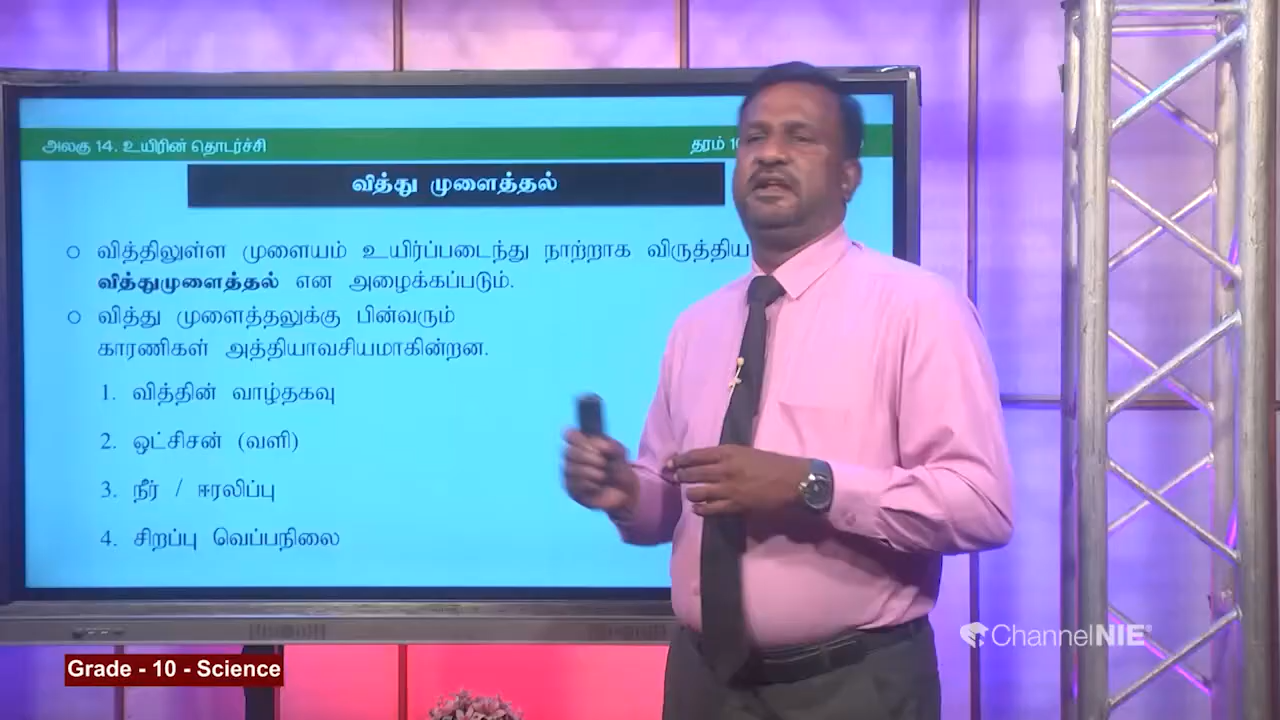 அலகு 14. உயிரின் தொடர்ச்சி
தரம் 10
வித்து முளைத்தல்
வித்திலுள்ள முளையம் உயிர்ப்படைந்து நாற்றாக விருத்திய
வித்துமுளைத்தல் என அழைக்கப்படும்.
வித்து முளைத்தலுக்கு பின்வரும்
காரணிகள் அத்தியாவசியமாகின்றன.
1. வித்தின் வாழ்தகவு
2. ஒட்சிசன் (வளி)
3. நீர் / ஈரலிப்பு
4. சிறப்பு வெப்பநிலை
Grade - 10 - Science
ChannelNIE